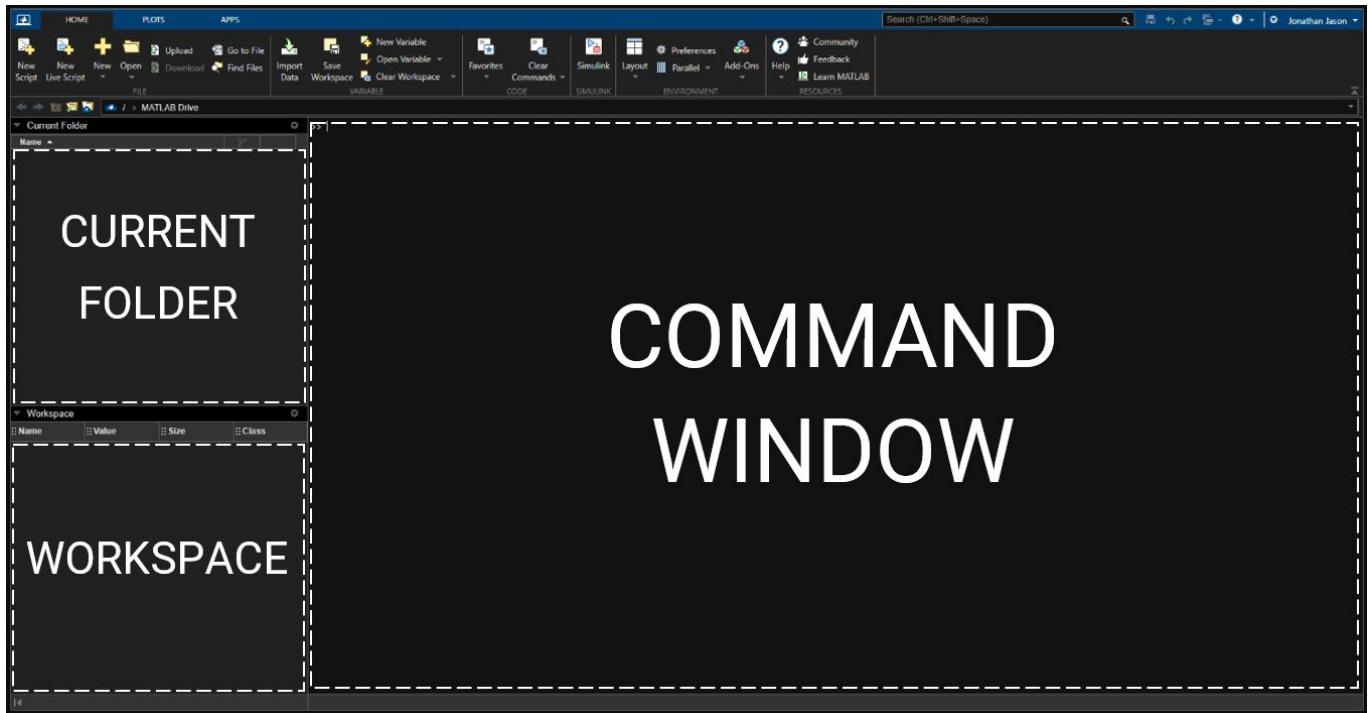 HOME PLOTS APPS Search (Ctrl+Shift+Space) Jonathan Jason
New Script
New Live Script
New
Open
Upload
Download
Go to File
Find Files
FILE
Import Data
Save Workspace
New Variable
Open Variable
Clear Workspace
VARIABLE
Favorites
Clear Commands
CODE
Simulink
SIMULINK
Layout
Preferences
Parallel
Add-Ons
ENVIRONMENT
Help
Community
Feedback
Learn MATLAB
RESOURCES
/ > MATLAB Drive
Current Folder
Name
CURRENT
FOLDER
Workspace
Name Value Size Class
WORKSPACE
>>
COMMAND
WINDOW